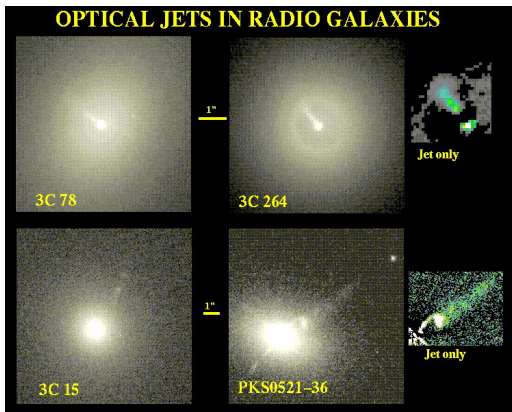 OPTICAL JETS IN RADIO GALAXIES
1"
Jet only
3C 78
3C 264
1"
Jet only
3C 15
PKS0521-36